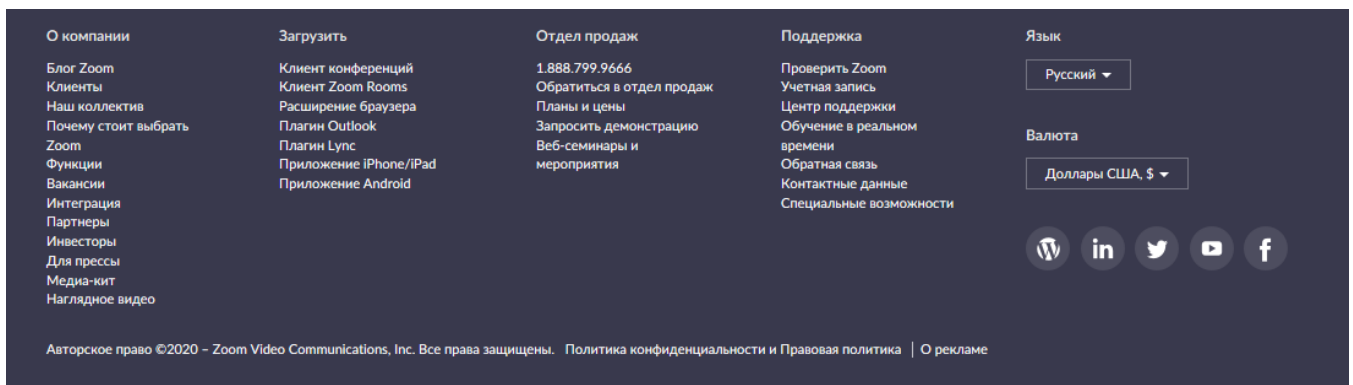 О компании
Блог Zoom
Клиенты
Наш коллектив
Почему стоит выбрать
Zoom
Функции
Вакансии
Интеграция
Партнеры
Инвесторы
Для прессы
Медиа-кит
Наглядное видео
Загрузить
Клиент конференций
Клиент Zoom Rooms
Расширение браузера
Плагин Outlook
Плагин Lync
Приложение iPhone/iPad
Приложение Android
Отдел продаж
1.888.799.9666
Обратиться в отдел продаж
Планы и цены
Запросить демонстрацию
Веб-семинары и
мероприятия
Поддержка
Проверить Zoom
Учетная запись
Центр поддержки
Обучение в реальном
времени
Обратная связь
Контактные данные
Специальные возможности
Язык
Русский
Валюта
Доллары США, $
Авторское право ©2020 – Zoom Video Communications, Inc. Все права защищены. Политика конфиденциальности и Правовая политика | О рекламе